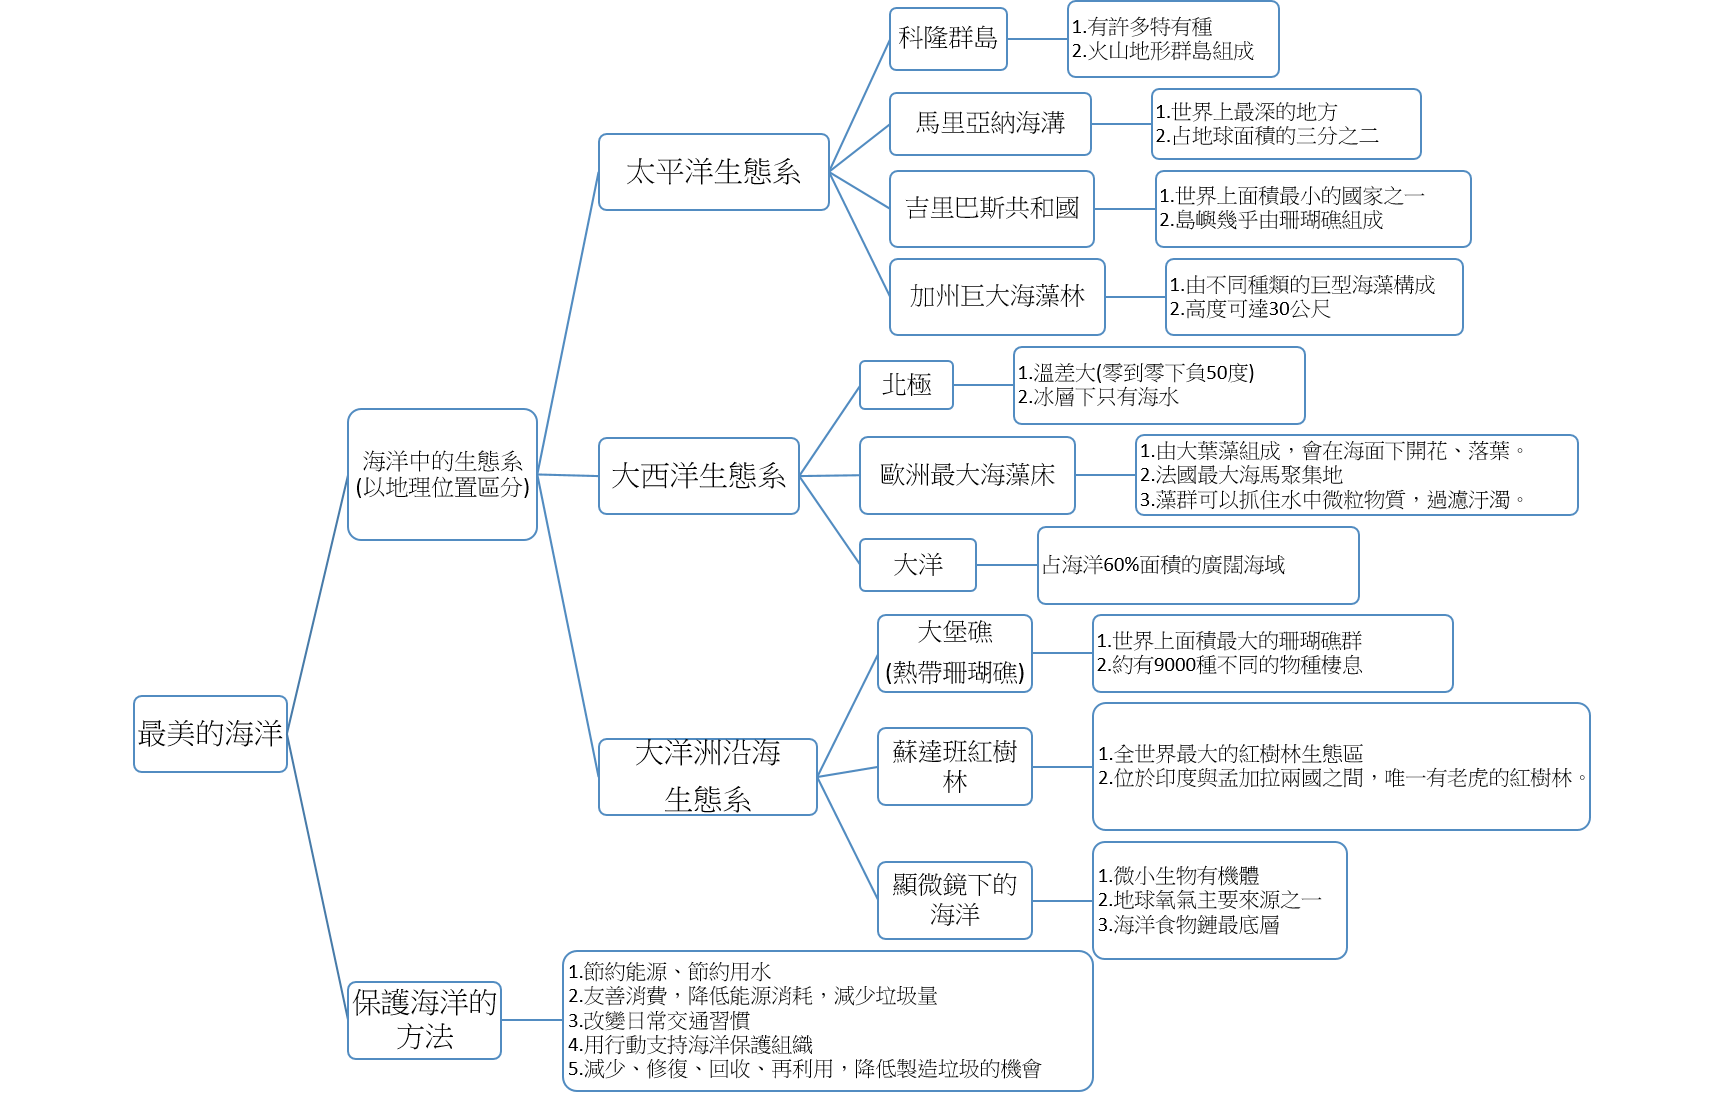 最美的海洋
海洋中的生態系
(以地理位置區分)
太平洋生態系
科隆群島
1.有許多特有種
2.火山地形群島組成
馬里亞納海溝
1.世界上最深的地方
2.占地球面積的三分之二
吉里巴斯共和國
1.世界上面積最小的國家之一
2.島嶼幾乎由珊瑚礁組成
加州巨大海藻林
1.由不同種類的巨型海藻構成
2.高度可達30公尺
大西洋生態系
北極
1.溫差大(零到零下負50度)
2.冰層下只有海水
歐洲最大海藻床
1.由大葉藻組成，會在海面下開花、落葉。
2.法國最大海馬聚集地
3.藻群可以抓住水中微粒物質，過濾汙濁。
大洋
占海洋60%面積的廣闊海域
大洋洲沿海
生態系
大堡礁
(熱帶珊瑚礁)
1.世界上面積最大的珊瑚礁群
2.約有9000種不同的物種棲息
蘇達班紅樹
林
1.全世界最大的紅樹林生態區
2.位於印度與孟加拉兩國之間，唯一有老虎的紅樹林。
顯微鏡下的
海洋
1.微小生物有機體
2.地球氧氣主要來源之一
3.海洋食物鏈最底層
保護海洋的
方法
1.節約能源、節約用水
2.友善消費，降低能源消耗，減少垃圾量
3.改變日常交通習慣
4.用行動支持海洋保護組織
5.減少、修復、回收、再利用，降低製造垃圾的機會